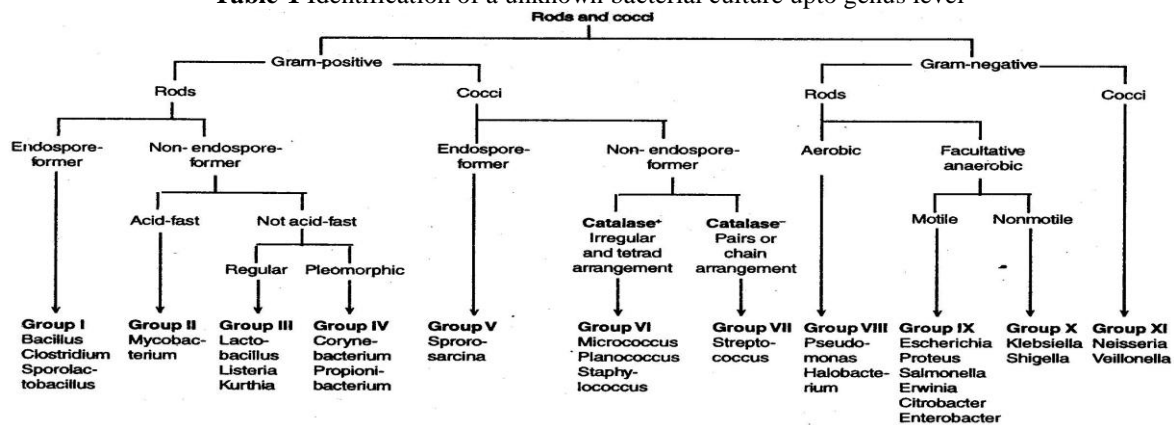 Table 1 Identification of a unknown bacterial culture upto genus level
Rods and cocci
Gram-positive
Gram-negative
Rods
Cocci
Rods
Cocci
Endospore-
former
Non-endospore-
former
Endospore-
former
Non-endospore-
former
Aerobic
Facultative
anaerobic
Acid-fast
Not acid-fast
Catalase+
Irregular
and tetrad
arrangement
Catalase–
Pairs or
chain
arrangement
Motile
Nonmotile
Regular
Pleomorphic
Group I
Bacillus
Clostridium
Sporolac-
tobacillus
Group II
Mycobac-
terium
Group III
Lacto-
bacillus
Listeria
Kurthia
Group IV
Coryne-
bacterium
Propioni-
bacterium
Group V
Sproro-
sarcina
Group VI
Micrococcus
Planococcus
Staphy-
lococcus
Group VII
Strepto-
coccus
Group VIII
Pseudo-
monas
Halobacte-
rium
Group IX
Escherichia
Proteus
Salmonella
Erwinia
Citrobacter
Enterobacter
Group X
Klebsiella
Shigella
Group XI
Neisseria
Veillonella